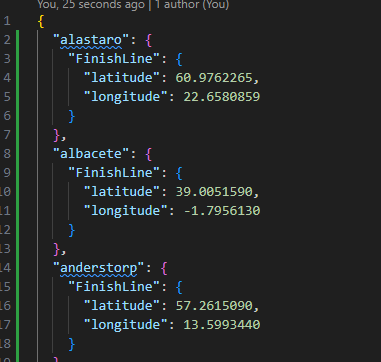 You, 25 seconds ago | 1 author (You)
1 {
2 "alastaro": {
3 "FinishLine": {
4 "latitude": 60.9762265,
5 "longitude": 22.6580859
6 }
7 },
8 "albacete": {
9 "FinishLine": {
10 "latitude": 39.0051590,
11 "longitude": -1.7956130
12 }
13 },
14 "anderstorp": {
15 "FinishLine": {
16 "latitude": 57.2615090,
17 "longitude": 13.5993440
18 }